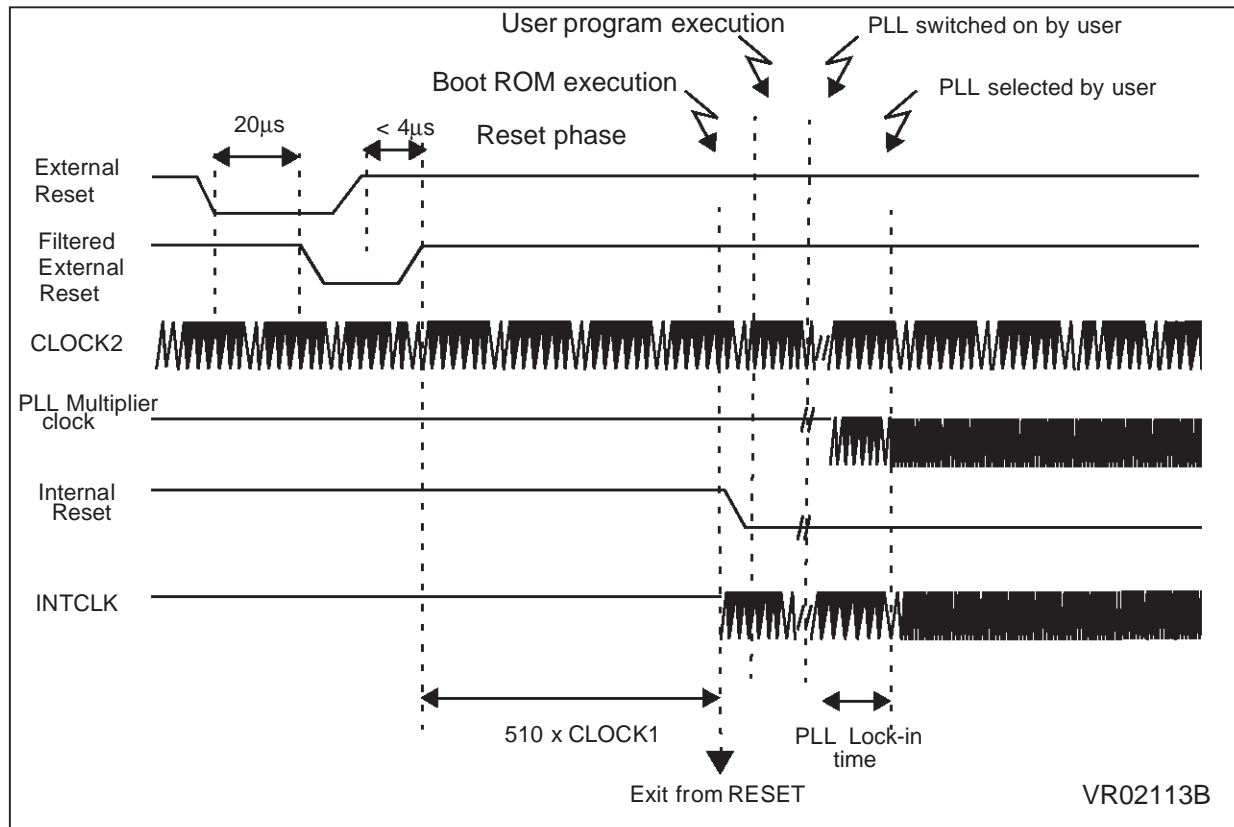 User program execution
PLL switched on by user
Boot ROM execution
PLL selected by user
20µs
< 4µs
Reset phase
External
Reset
Filtered
External
Reset
CLOCK2
PLL Multiplier
clock
Internal
Reset
INTCLK
510 x CLOCK1
PLL Lock-in
time
Exit from RESET
VR02113B